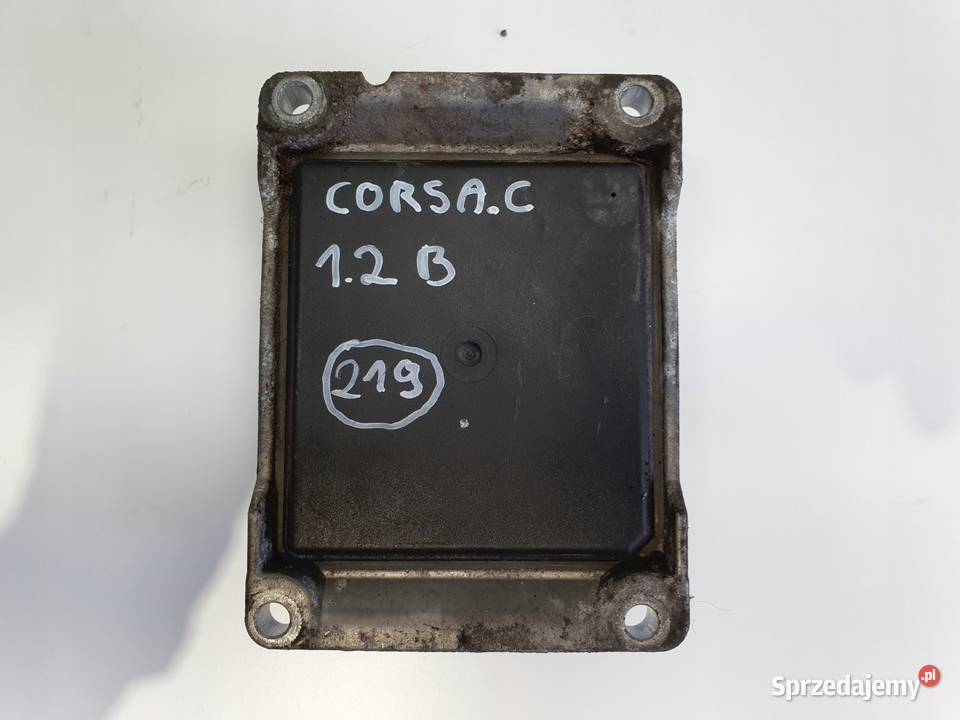 CORSA.C
1.2 B
219
Sprzedajemy.pl